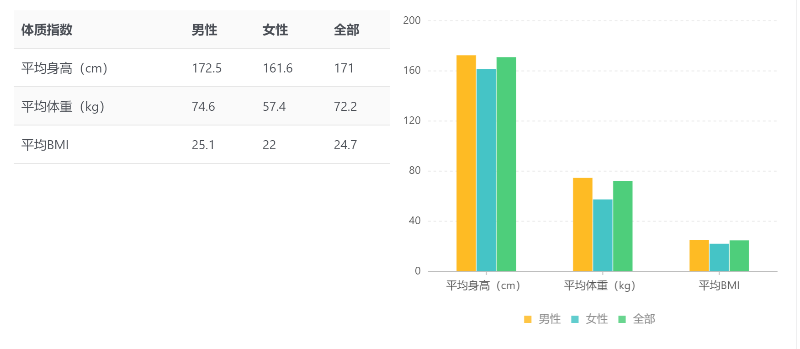 体质指数 男性 女性 全部
平均身高（cm） 172.5 161.6 171
平均体重（kg） 74.6 57.4 72.2
平均BMI 25.1 22 24.7
200
160
120
80
40
0
平均身高（cm） 平均体重（kg） 平均BMI
男性 女性 全部